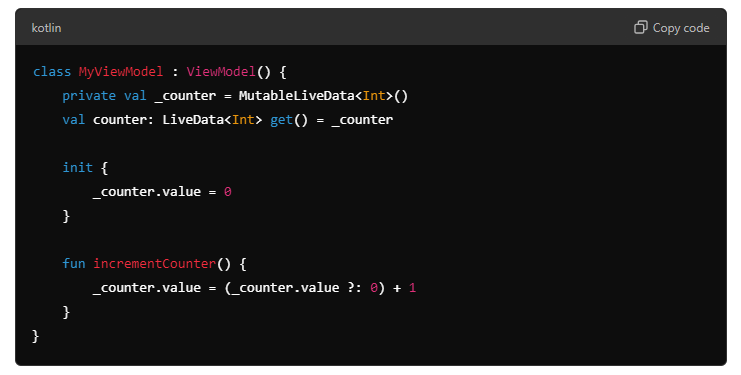 kotlin
Copy code
class MyViewModel : ViewModel() {
    private val _counter = MutableLiveData<Int>()
    val counter: LiveData<Int> get() = _counter

    init {
        _counter.value = 0
    }

    fun incrementCounter() {
        _counter.value = (_counter.value ?: 0) + 1
    }
}